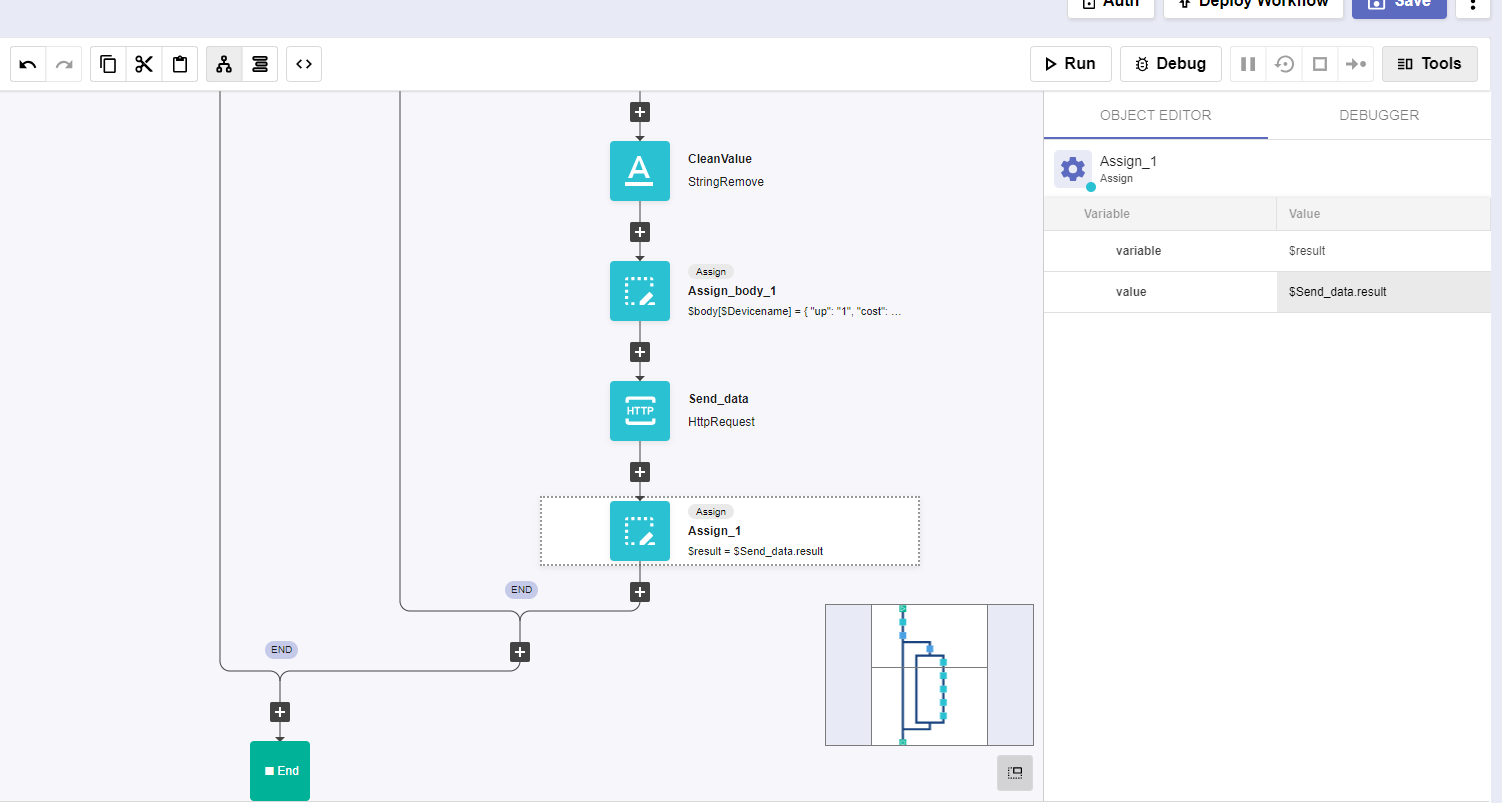 Auth
Deploy Workflow
Save
Run
Debug
Tools
OBJECT EDITOR
DEBUGGER
Assign_1
Assign
Variable
Value
variable
$result
value
$Send_data.result
CleanValue
StringRemove
Assign
Assign_body_1
$body[$Devicename] = { "up": "1", "cost": …
HTTP
Send_data
HttpRequest
Assign
Assign_1
$result = $Send_data.result
END
END
End